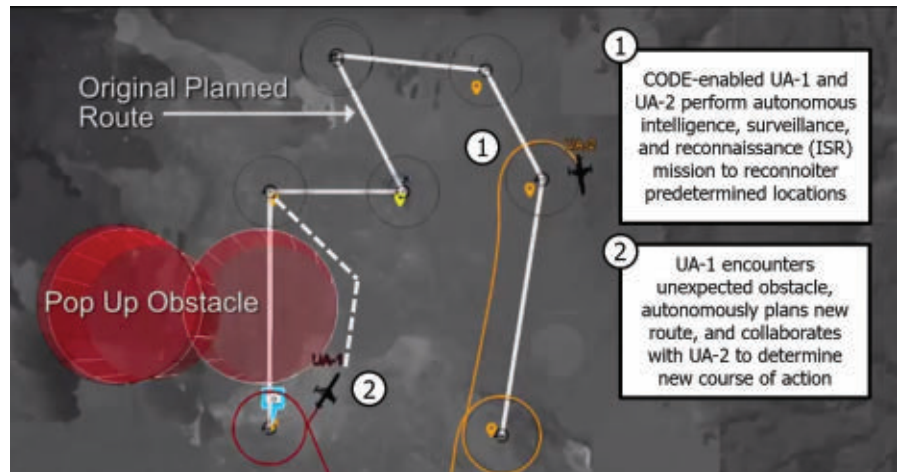 Original Planned
Route
Pop Up Obstacle
UA-1
2
1
UA-2
1
CODE-enabled UA-1 and
UA-2 perform autonomous
intelligence, surveillance,
and reconnaissance (ISR)
mission to reconnoiter
predetermined locations
2
UA-1 encounters
unexpected obstacle,
autonomously plans new
route, and collaborates
with UA-2 to determine
new course of action